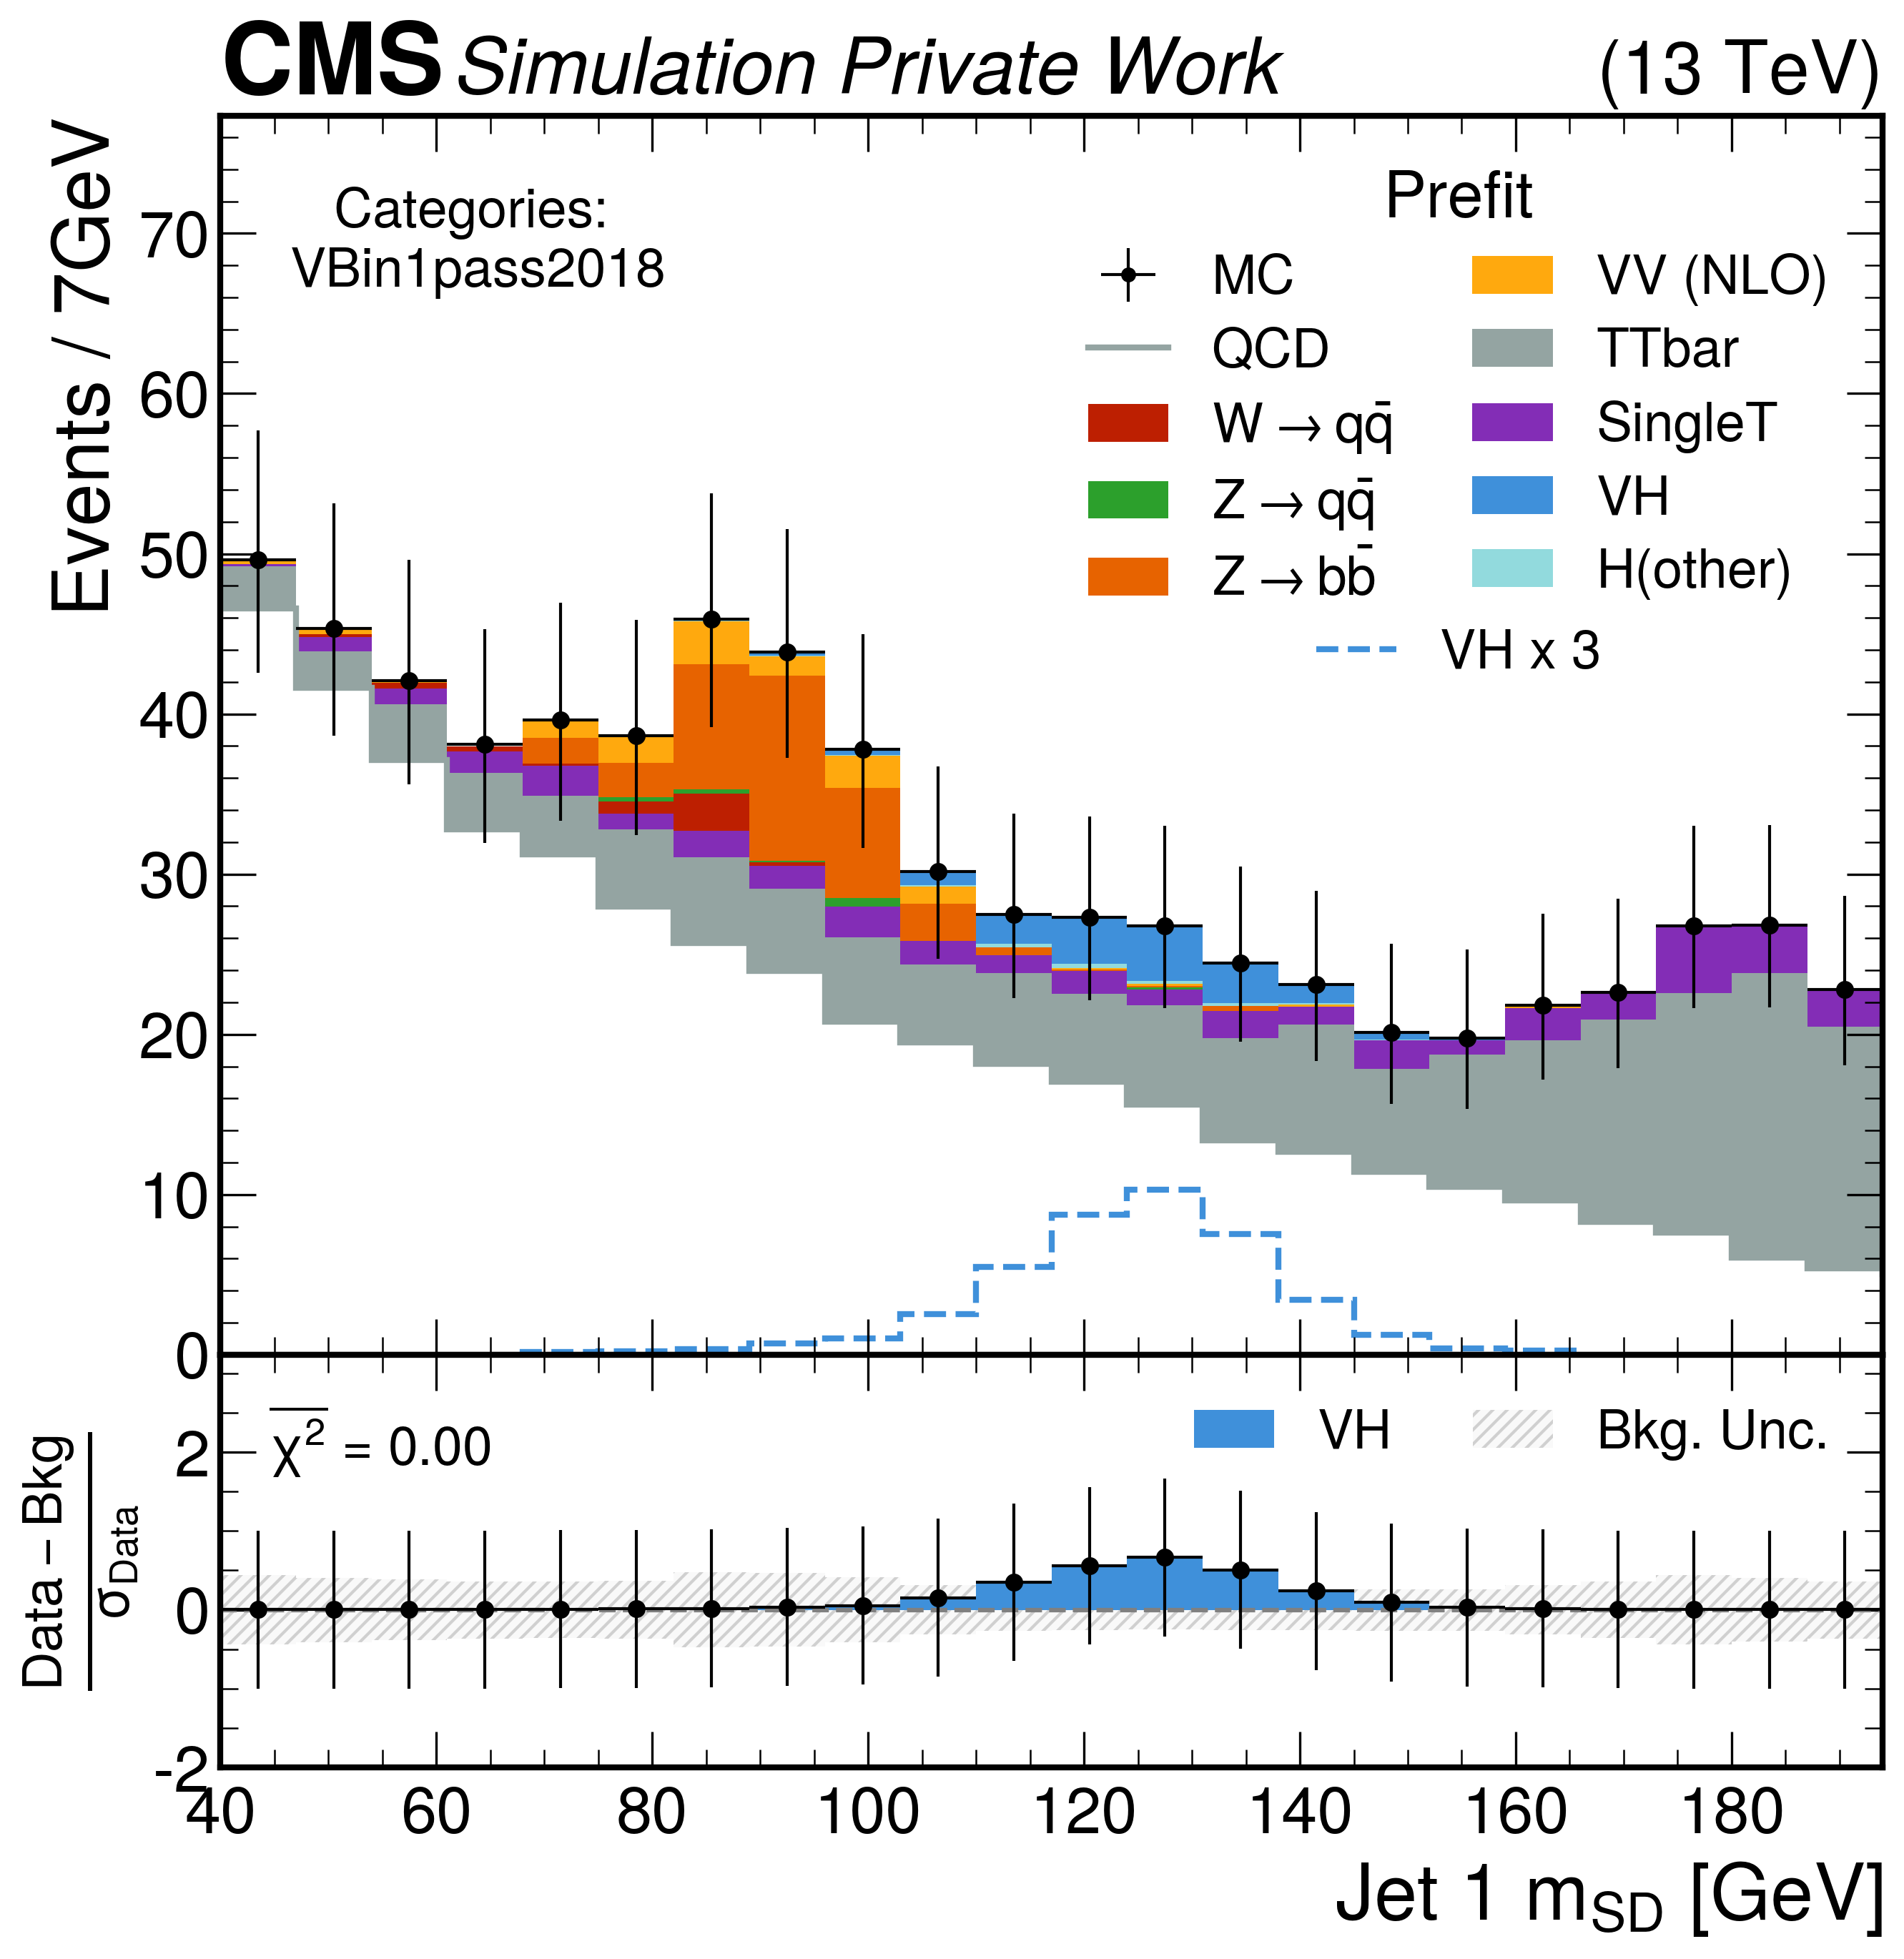 CMS Simulation Private Work (13 TeV)
Events / 7GeV
Categories:
VBin1pass2018
Prefit
MC
QCD
W → qq̄
Z → qq̄
Z → bb̄
VV (NLO)
TTbar
SingleT
VH
H(other)
VH x 3
70
60
50
40
30
20
10
0
χ² = 0.00
VH
Bkg. Unc.
Data – Bkg
σData
2
0
-2
40 60 80 100 120 140 160 180
Jet 1 mSD [GeV]